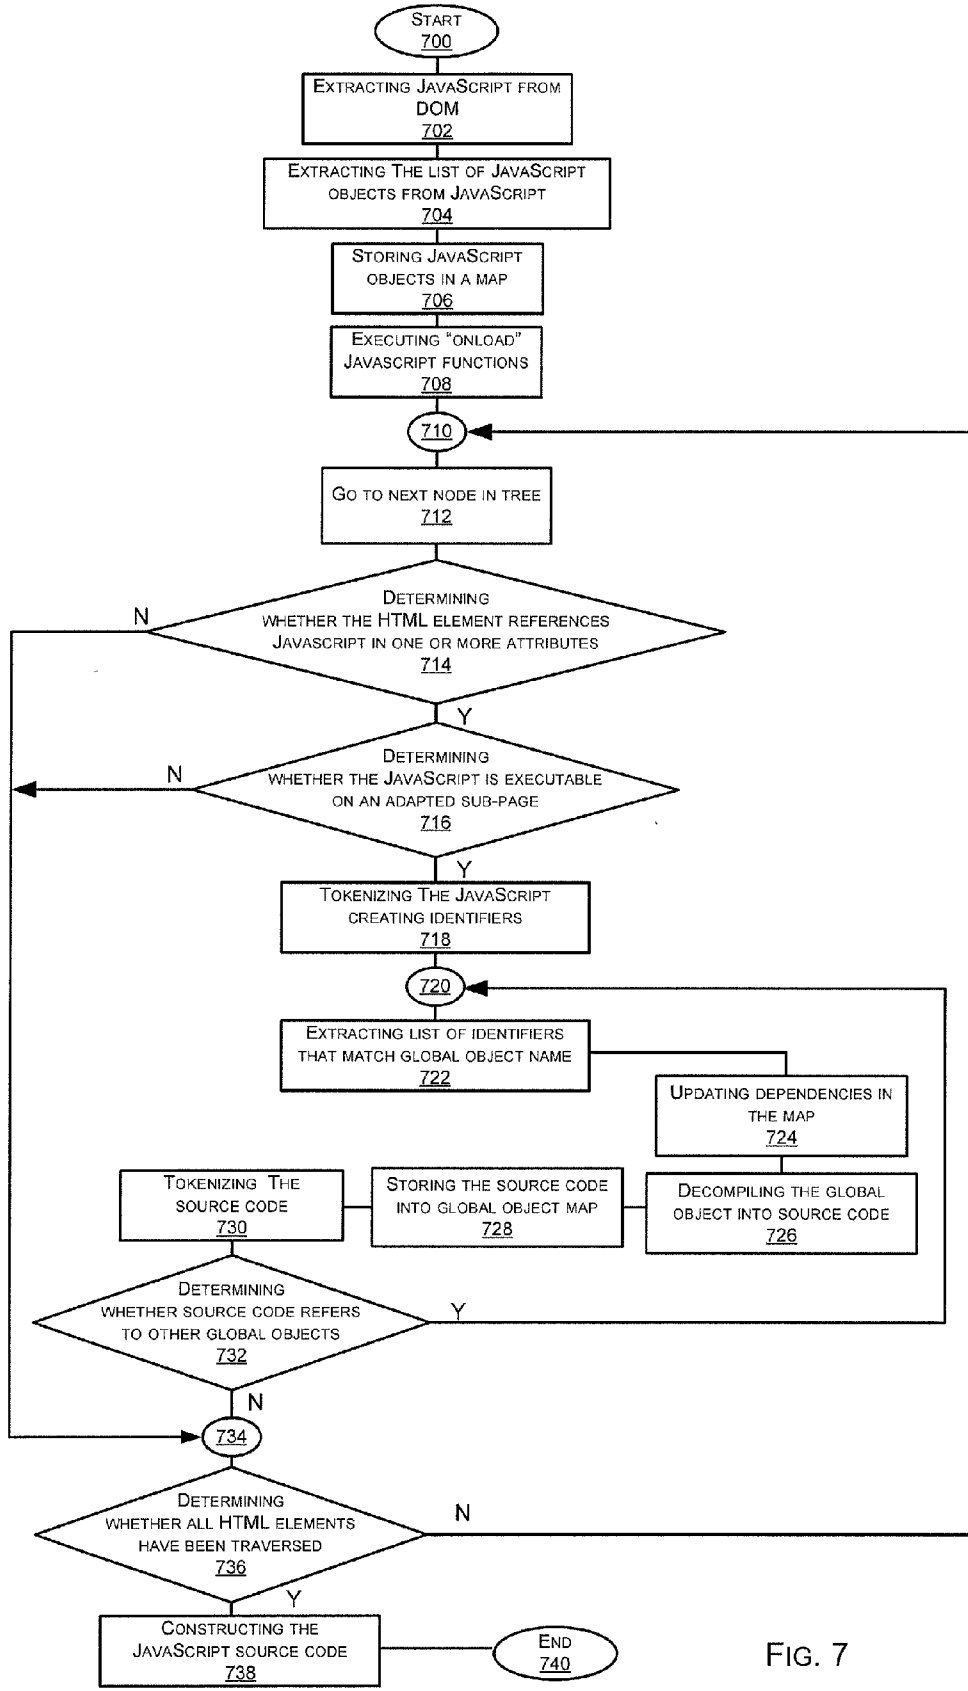 START
700
EXTRACTING JAVASCRIPT FROM
DOM
702
EXTRACTING THE LIST OF JAVASCRIPT
OBJECTS FROM JAVASCRIPT
704
STORING JAVASCRIPT
OBJECTS IN A MAP
706
EXECUTING "ONLOAD"
JAVASCRIPT FUNCTIONS
708
710
GO TO NEXT NODE IN TREE
712
DETERMINING
WHETHER THE HTML ELEMENT REFERENCES
JAVASCRIPT IN ONE OR MORE ATTRIBUTES
714
N
Y
DETERMINING
WHETHER THE JAVASCRIPT IS EXECUTABLE
ON AN ADAPTED SUB-PAGE
716
N
Y
TOKENIZING THE JAVASCRIPT
CREATING IDENTIFIERS
718
720
EXTRACTING LIST OF IDENTIFIERS
THAT MATCH GLOBAL OBJECT NAME
722
UPDATING DEPENDENCIES IN
THE MAP
724
DECOMPILING THE GLOBAL
OBJECT INTO SOURCE CODE
726
STORING THE SOURCE CODE
INTO GLOBAL OBJECT MAP
728
TOKENIZING THE
SOURCE CODE
730
DETERMINING
WHETHER SOURCE CODE REFERS
TO OTHER GLOBAL OBJECTS
732
Y
N
734
DETERMINING
WHETHER ALL HTML ELEMENTS
HAVE BEEN TRAVERSED
736
N
Y
CONSTRUCTING THE
JAVASCRIPT SOURCE CODE
738
END
740
FIG. 7